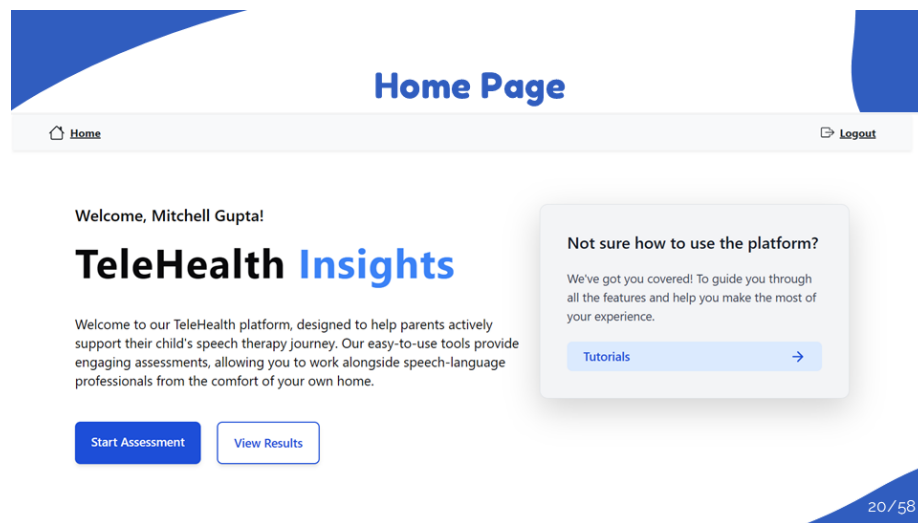 Home Page
Home
Logout
Welcome, Mitchell Gupta!
TeleHealth Insights
Welcome to our TeleHealth platform, designed to help parents actively
support their child's speech therapy journey. Our easy-to-use tools provide
engaging assessments, allowing you to work alongside speech-language
professionals from the comfort of your own home.
Start Assessment
View Results
Not sure how to use the platform?
We've got you covered! To guide you through
all the features and help you make the most of
your experience.
Tutorials
20/58